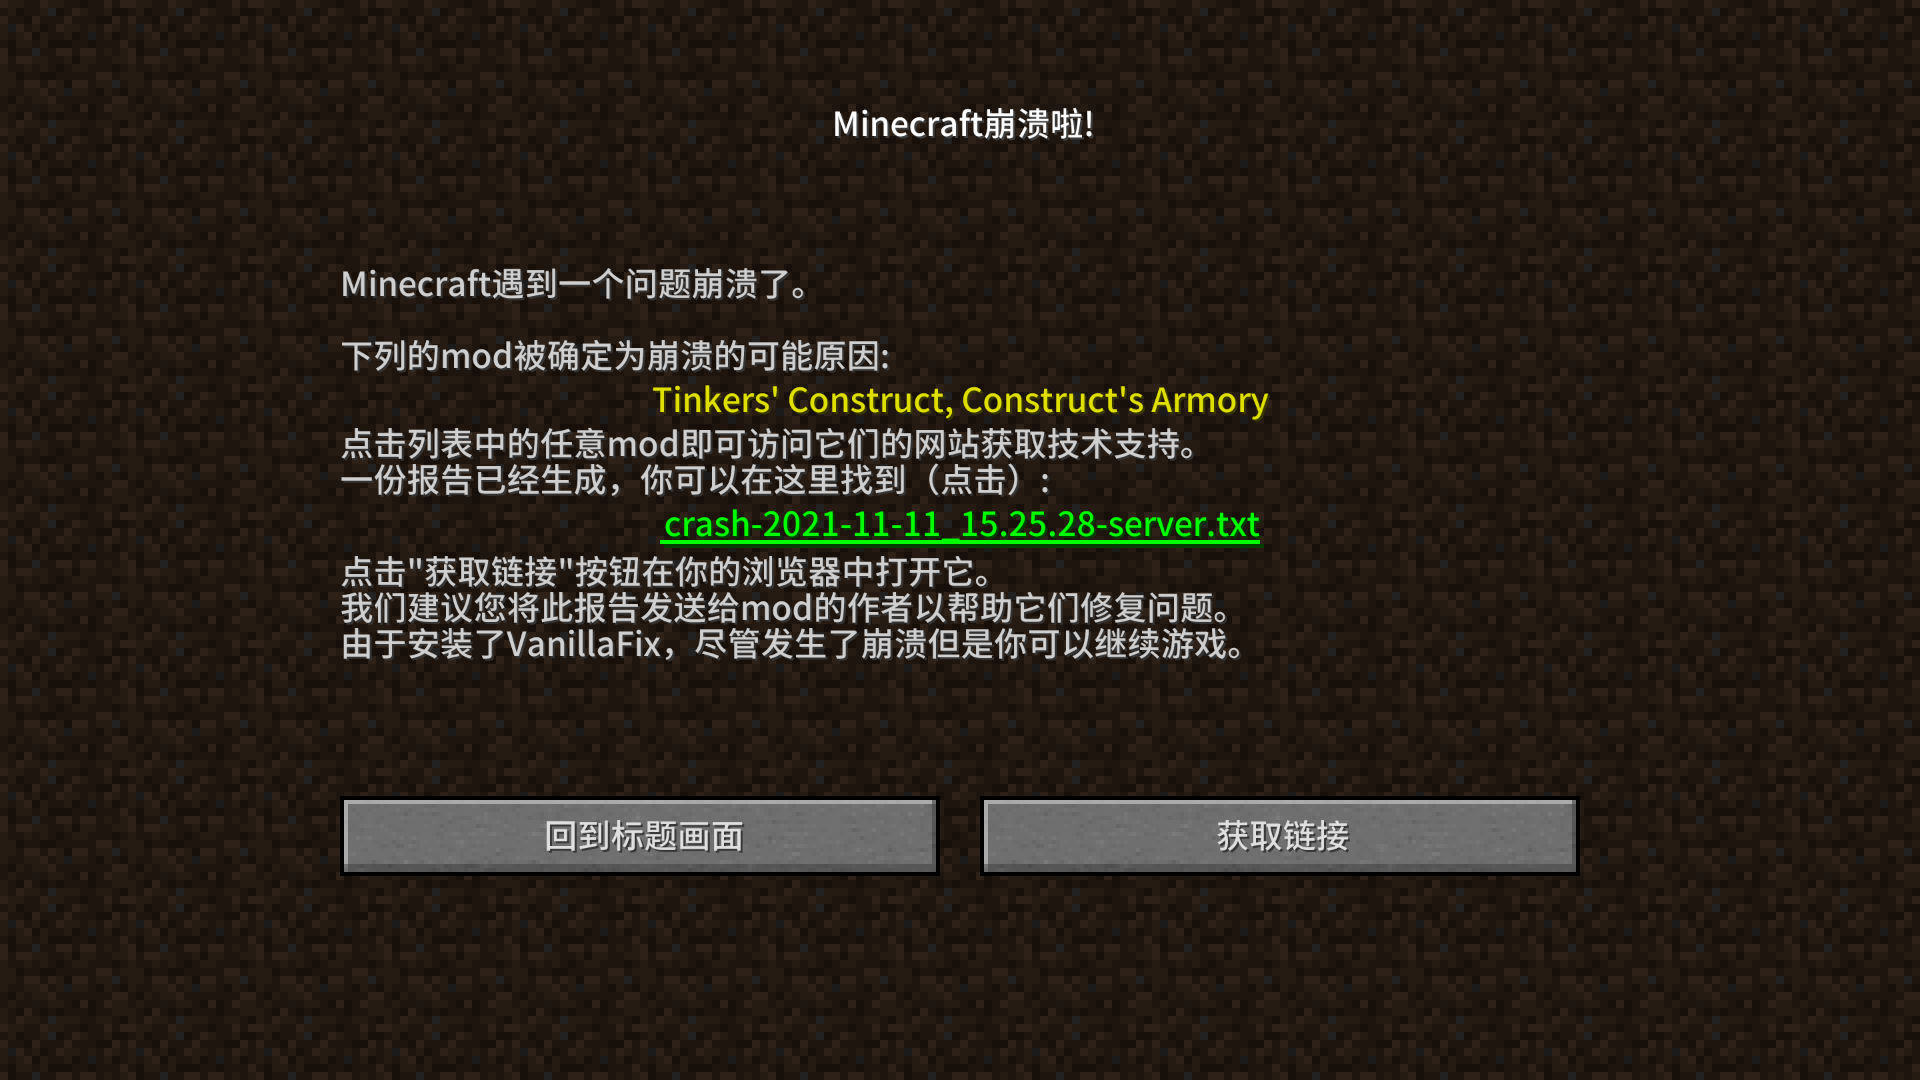 Minecraft崩溃啦!
Minecraft遇到一个问题崩溃了。
下列的mod被确定为崩溃的可能原因:
Tinkers' Construct, Construct's Armory
点击列表中的任意mod即可访问它们的网站获取技术支持。
一份报告已经生成，你可以在这里找到（点击）:
crash-2021-11-11_15.25.28-server.txt
点击"获取链接"按钮在你的浏览器中打开它。
我们建议您将此报告发送给mod的作者以帮助它们修复问题。
由于安装了VanillaFix，尽管发生了崩溃但是你可以继续游戏。
回到标题画面
获取链接